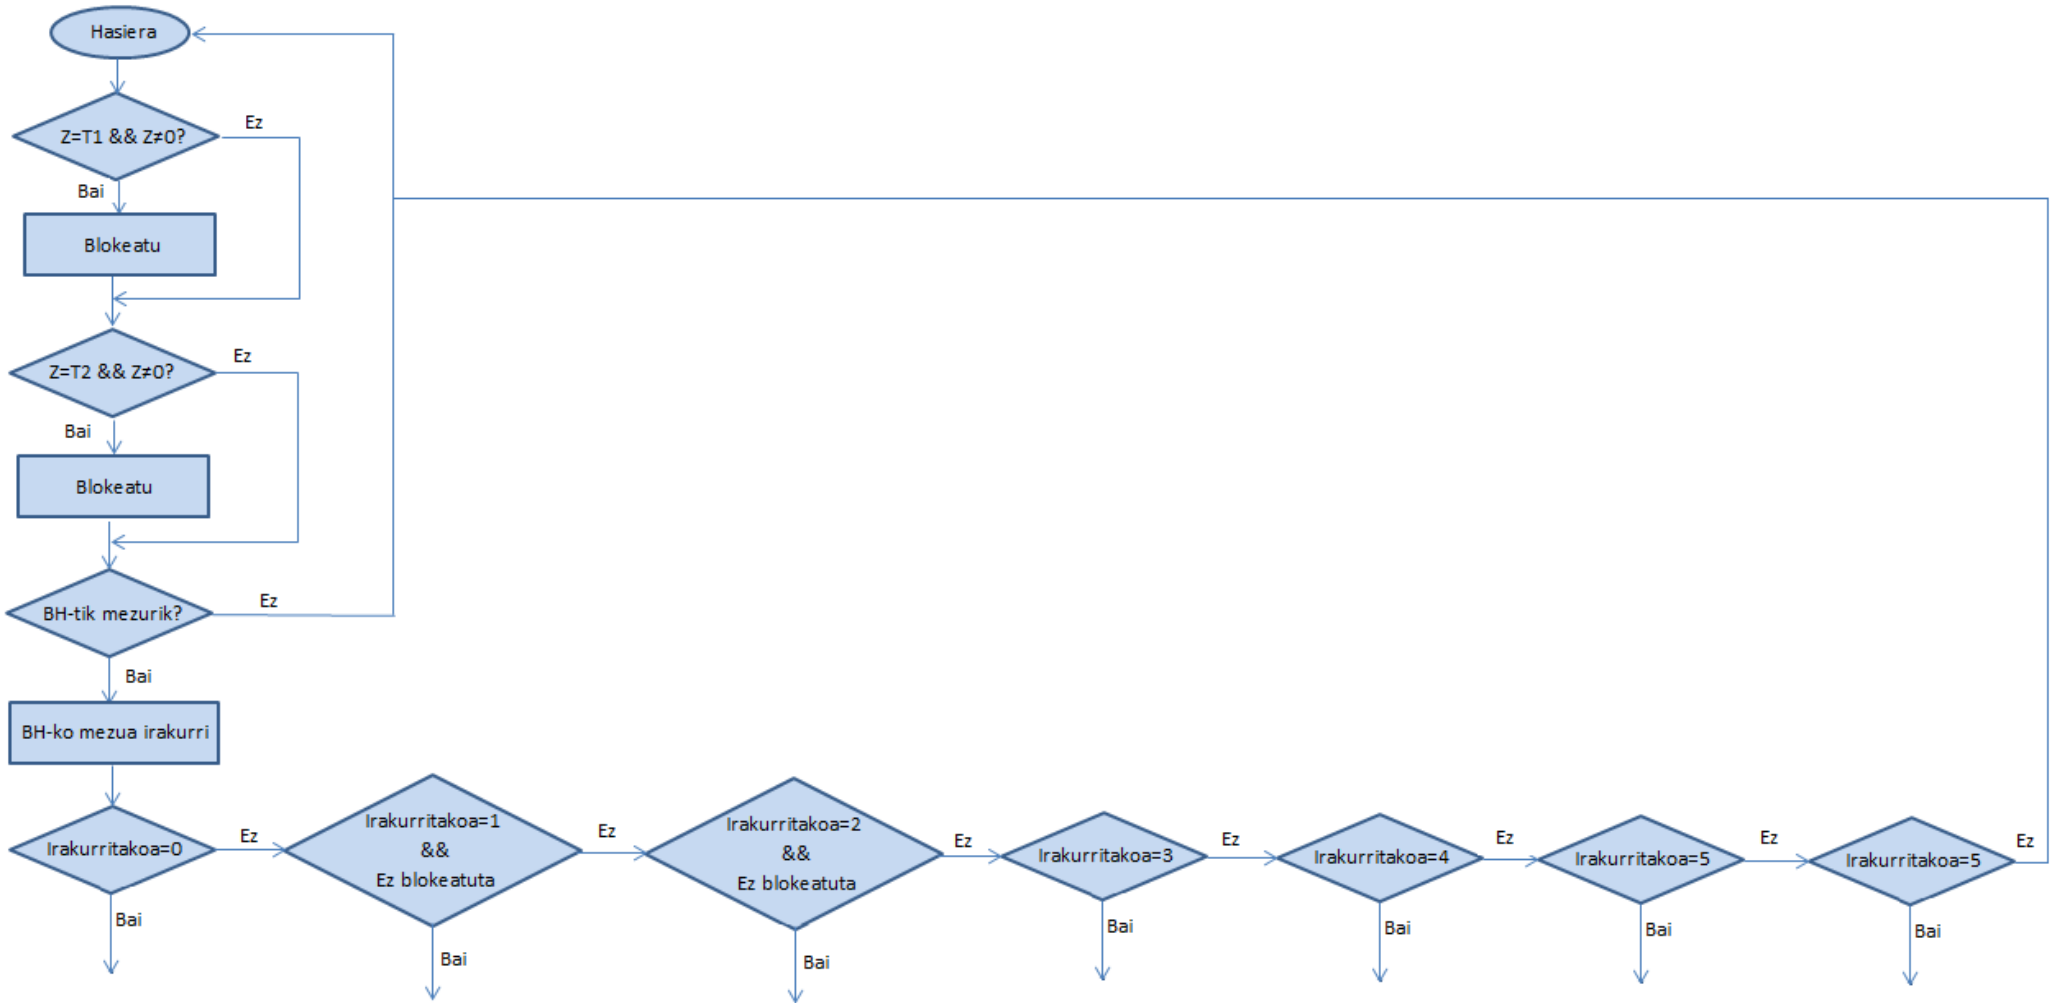 Hasiera
Z=T1 && Z≠0?
Ez
Bai
Blokeatu
Z=T2 && Z≠0?
Ez
Bai
Blokeatu
BH-tik mezurik?
Ez
Bai
BH-ko mezua irakurri
Irakurritakoa=0
Ez
Bai
Irakurritakoa=1
&&
Ez blokeatuta
Ez
Bai
Irakurritakoa=2
&&
Ez blokeatuta
Ez
Bai
Irakurritakoa=3
Ez
Bai
Irakurritakoa=4
Ez
Bai
Irakurritakoa=5
Ez
Bai
Irakurritakoa=5
Ez
Bai